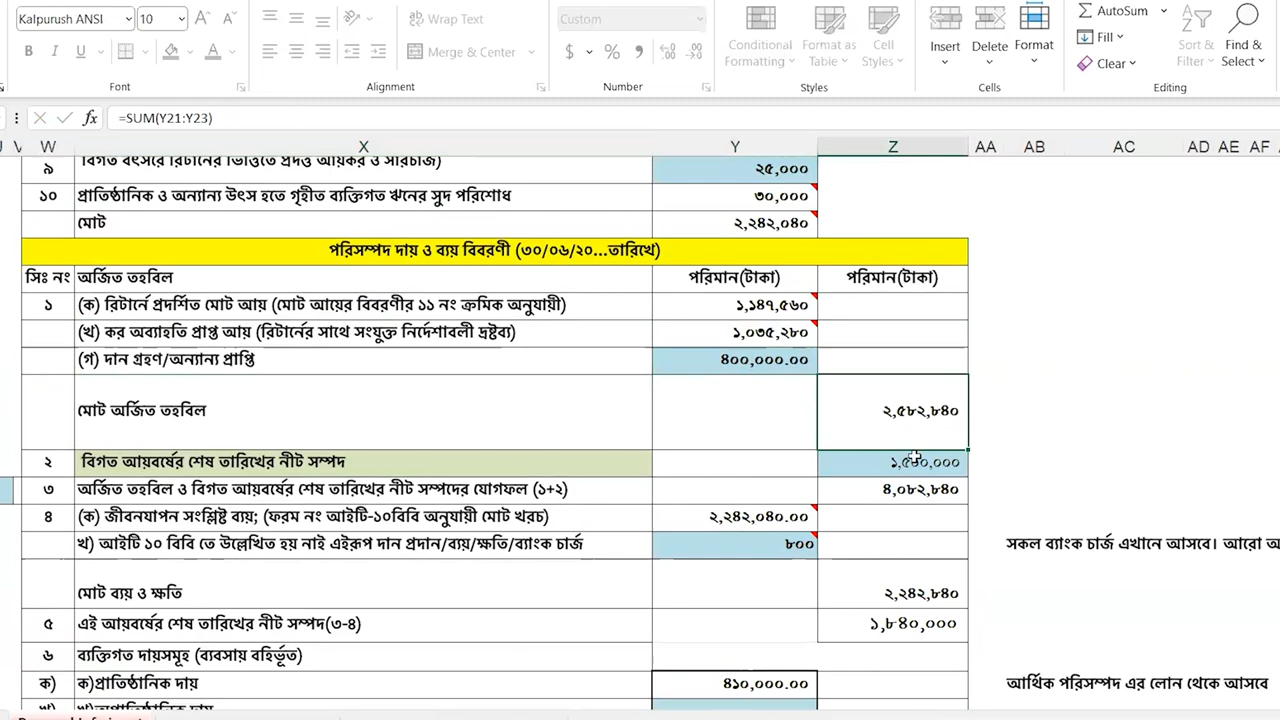 Kalpurush ANSI 10 Wrap Text Custom AutoSum
B I U Merge & Center $ % Conditional Formatting Format as Table Cell Styles Insert Delete Format Fill Clear Sort & Filter Find & Select
Font Alignment Number Styles Cells Editing
fx =SUM(Y21:Y23)
W X Y Z AA AB AC AD AE AF
৯ বিগত বৎসরে রিটার্নের ভিত্তিতে প্রদত্ত আয়কর ও সারচার্জ) ২৫,০০০
১০ প্রাতিষ্ঠানিক ও অন্যান্য উৎস হতে গৃহীত ব্যক্তিগত ঋনের সুদ পরিশোধ ৩০,০০০
মোট ২,২৪২,০৪০
পরিসম্পদ দায় ও ব্যয় বিবরণী (৩০/০৬/২০...তারিখে)
সিঃ নং অর্জিত তহবিল পরিমান(টাকা) পরিমান(টাকা)
১ (ক) রিটার্নে প্রদর্শিত মোট আয় (মোট আয়ের বিবরণীর ১১ নং ক্রমিক অনুযায়ী) ১,১৪৭,৫৬০
(খ) কর অব্যাহতি প্রাপ্ত আয় (রিটার্নের সাথে সংযুক্ত নির্দেশাবলী দ্রষ্টব্য) ১,০৩৫,২৮০
(গ) দান গ্রহণ/অন্যান্য প্রাপ্তি ৪০০,০০০.০০
মোট অর্জিত তহবিল ২,৫৮২,৮৪০
২ বিগত আয়বর্ষের শেষ তারিখের নীট সম্পদ
৩ অর্জিত তহবিল ও বিগত আয়বর্ষের শেষ তারিখের নীট সম্পদের যোগফল (১+২) ৪,০৮২,৮৪০
৪ (ক) জীবনযাপন সংশ্লিষ্ট ব্যয়; (ফরম নং আইটি-১০বিবি অনুযায়ী মোট খরচ) ২,২৪২,০৪০.০০
খ) আইটি ১০ বিবি তে উল্লেখিত হয় নাই এইরূপ দান প্রদান/ব্যয়/ক্ষতি/ব্যাংক চার্জ ৮০০ সকল ব্যাংক চার্জ এখানে আসবে। আরো
মোট ব্যয় ও ক্ষতি ২,২৪২,৮৪০
৫ এই আয়বর্ষের শেষ তারিখের নীট সম্পদ(৩-৪) ১,৮৪০,০০০
৬ ব্যক্তিগত দায়সমূহ (ব্যবসায় বহির্ভূত)
ক) ক)প্রাতিষ্ঠানিক দায় ৪১০,০০০.০০ আর্থিক পরিসম্পদ এর লোন থেকে আসবে